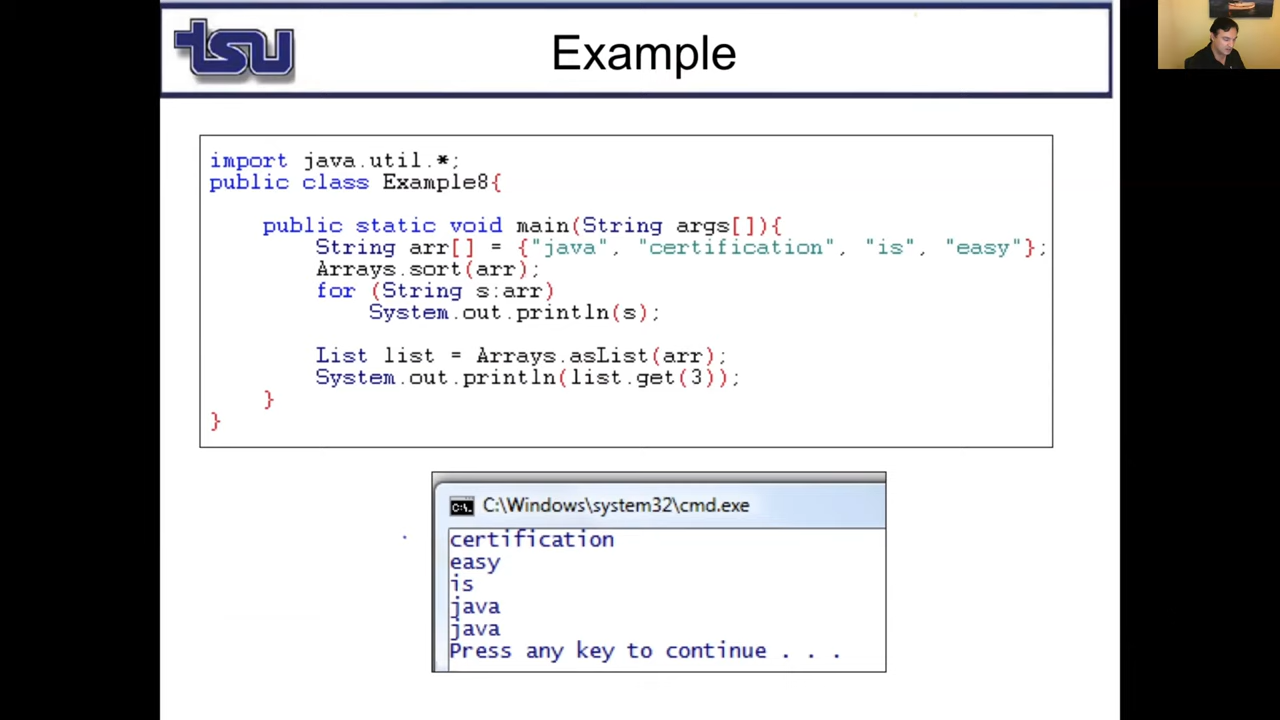 tsu
Example
import java.util.*;
public class Example8{
public static void main(String args[]){
String arr[] = {"java", "certification", "is", "easy"};
Arrays.sort(arr);
for (String s:arr)
System.out.println(s);
List list = Arrays.asList(arr);
System.out.println(list.get(3));
}
}
C:\Windows\system32\cmd.exe
certification
easy
is
java
java
Press any key to continue . . .